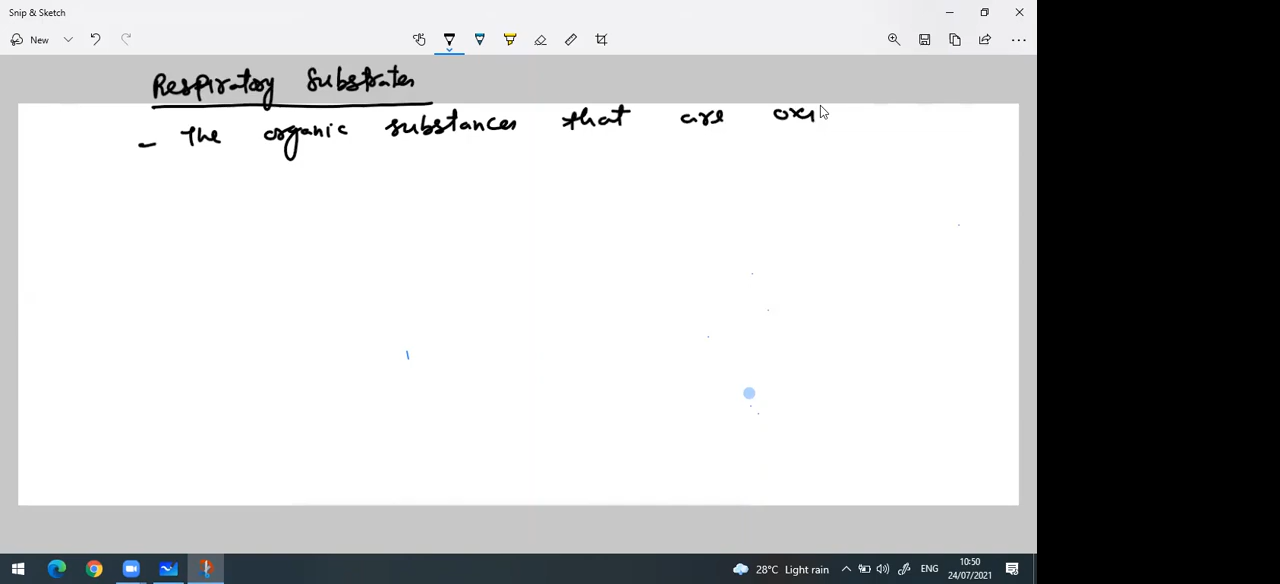 Snip & Sketch
New
Respiratory Substrates
- The organic substances that are oxi
28°C Light rain
ENG
10:50
24/07/2021